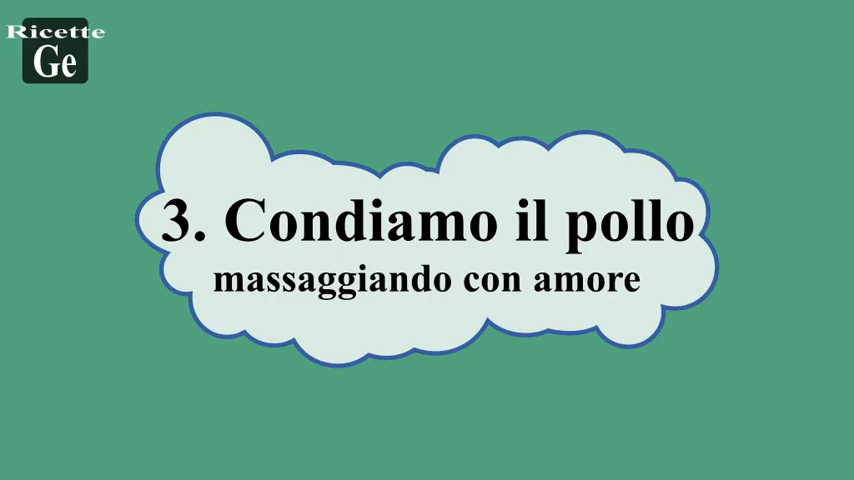 Ricette
Ge
3. Condiamo il pollo
massaggiando con amore